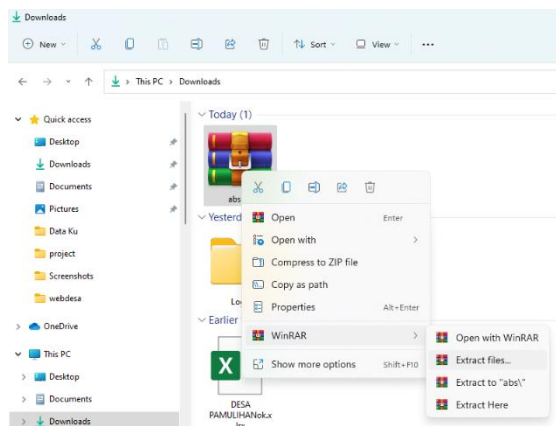 Downloads
New
Sort
View
This PC > Downloads
Quick access
Desktop
Downloads
Documents
Pictures
Data Ku
project
Screenshots
webdesa
OneDrive
This PC
Desktop
Documents
Downloads
Today (1)
abs
Yesterd
Lo
Earlier
DESA
PAMULIHANNok.x
Open Enter
Open with
Compress to ZIP file
Copy as path
Properties Alt+Enter
WinRAR
Show more options Shift+F10
Open with WinRAR
Extract files...
Extract to "abs\"
Extract Here